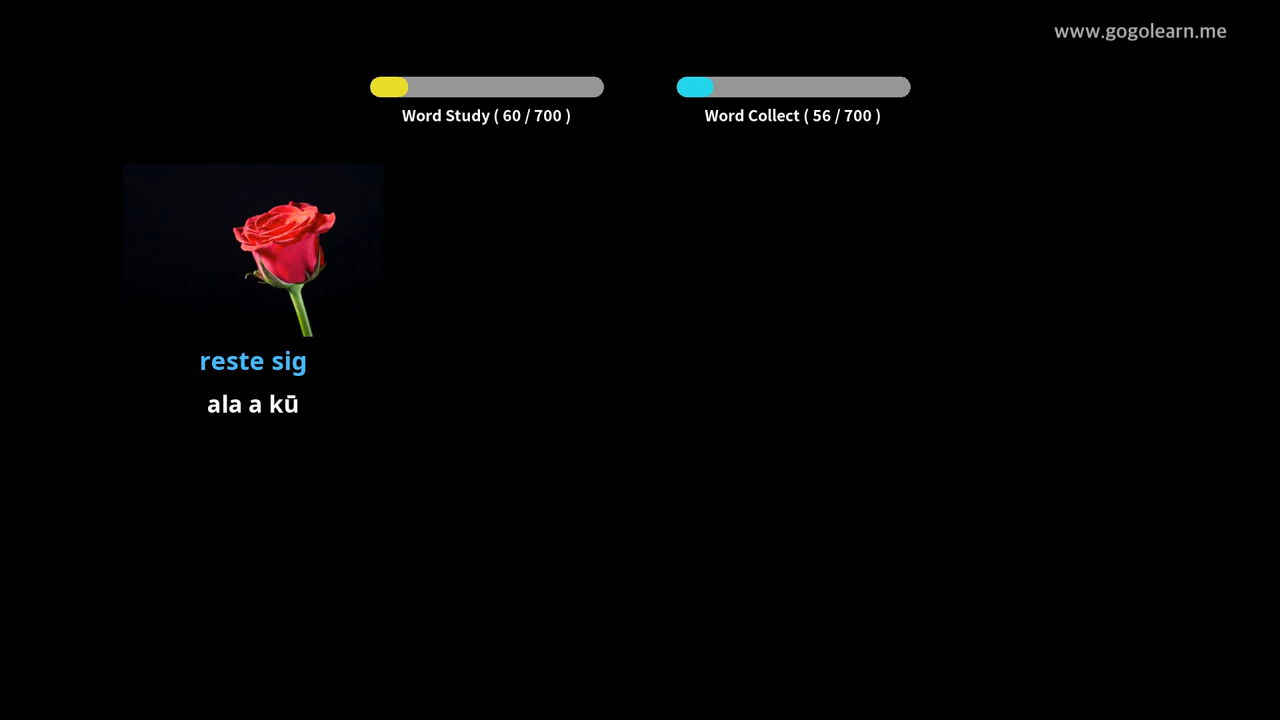 www.gogolearn.me
Word Study ( 60 / 700 )
Word Collect ( 56 / 700 )
reste sig
ala a kū